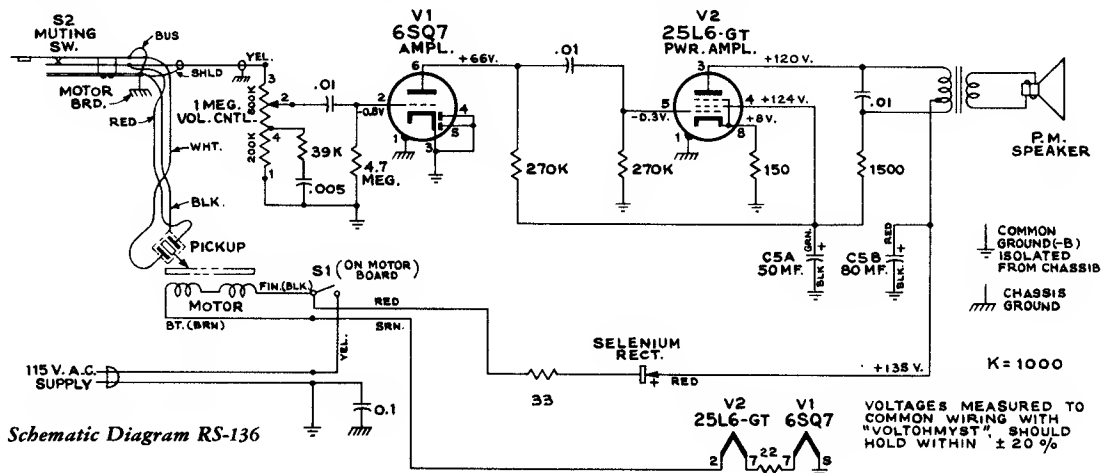 S2
MUTING
SW.
BUS
YEL.
SHLD
MOTOR
BRD.
RED
WHT.
BLK.
PICKUP
3
800K
2
1 MEG.
VOL. CNTL.
4
200K
1
.01
39K
.005
4.7
MEG.
V1
6SQ7
AMPL.
6
2
-0.8V.
4
5
3
1
+66V.
.01
270K
270K
V2
25L6-GT
PWR. AMPL.
3
+120 V.
5
-0.3V.
4
+124V.
+8V.
8
1
150
.01
1500
P.M.
SPEAKER
GRN.
C5A
50 MF.
BLK.
RED
C5B
80 MF.
BLK.
COMMON
GROUND(-B)
ISOLATED
FROM CHASSIS
CHASSIS
GROUND
MOTOR
FIN.(BLK)
S1 (ON MOTOR
BOARD)
RED
BT. (BRN)
BRN.
YEL.
115 V. A.C.
SUPPLY
0.1
SELENIUM
RECT.
33
RED
+135 V.
K = 1000
V2
25L6-GT
V1
6SQ7
2
7
22
7
8
VOLTAGES MEASURED TO
COMMON WIRING WITH
"VOLTOHMYST", SHOULD
HOLD WITHIN ± 20 %
Schematic Diagram RS-136